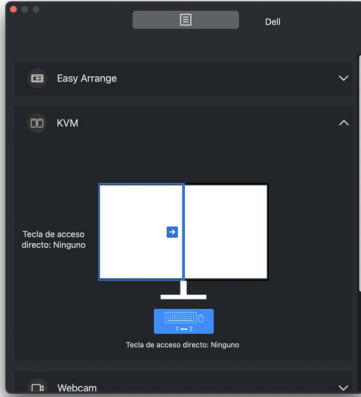 Dell
Easy Arrange
KVM
Tecla de acceso
directo: Ninguno
1 ↔ 2
Tecla de acceso directo: Ninguno
Webcam